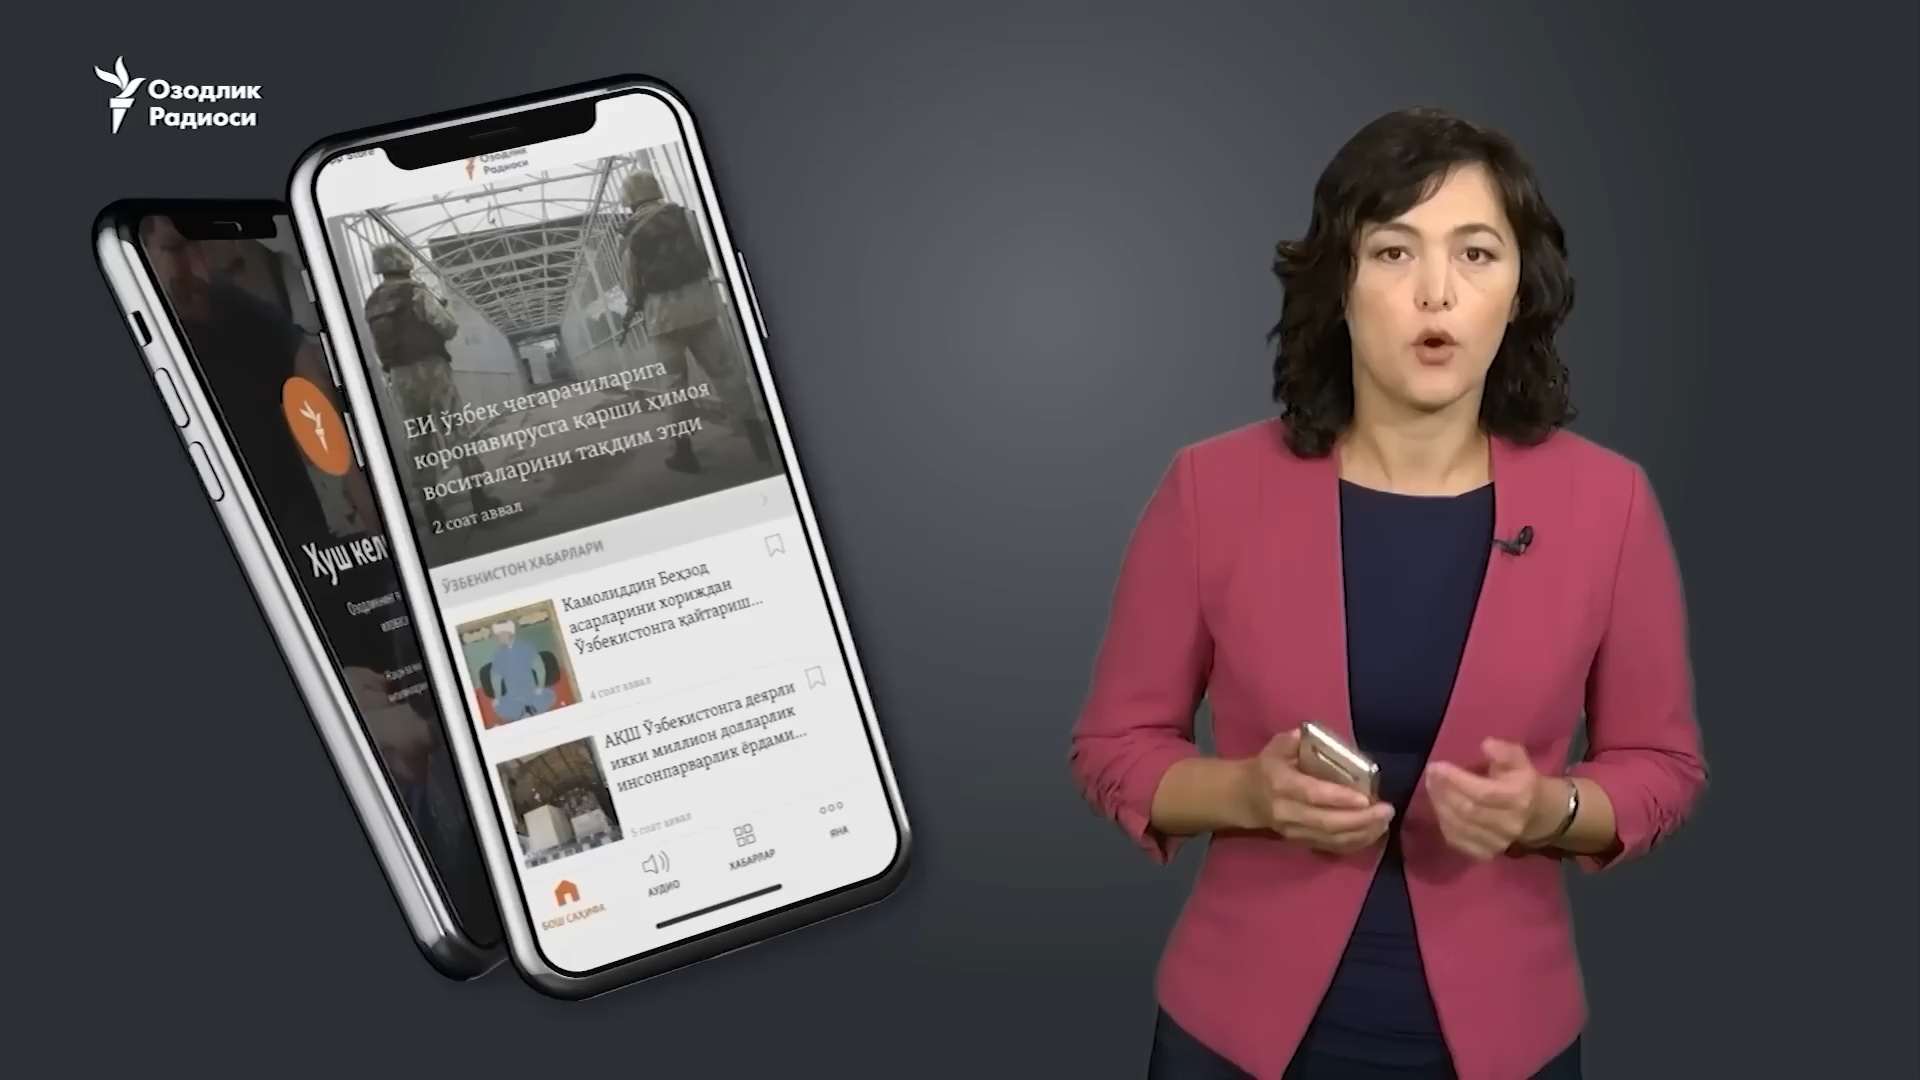 Озодлик
Радиоси
Озодлик
Радиоси
ЕИ ўзбек чегарачиларига
коронавирусга қарши ҳимоя
воситаларини тақдим этди
2 соат аввал
ЎЗБЕКИСТОН ХАБАРЛАРИ
Камолиддин Беҳзод
асарларини хориждан
Ўзбекистонга қайтариш...
4 соат аввал
АҚШ Ўзбекистонга деярли
икки миллион долларлик
инсонпарварлик ёрдами...
5 соат аввал
БОШ САҲИФА
АУДИО
ХАБАРЛАР
ЯНА
Хуш